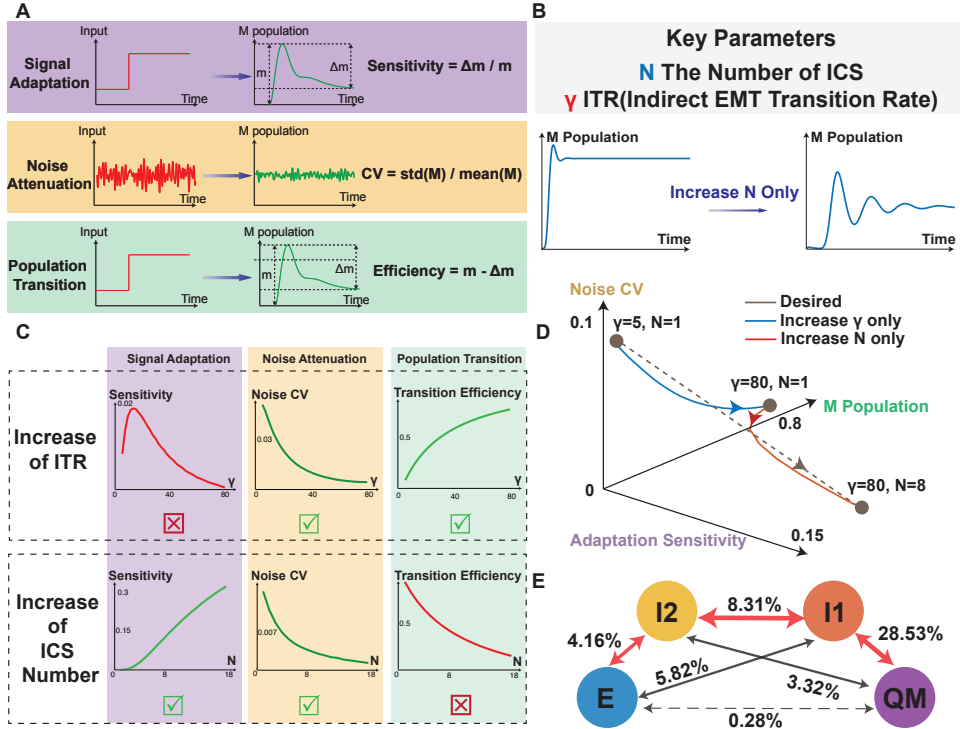 A
Input
Signal
Adaptation
Time
M population
m
Δm
Time
Sensitivity = Δm / m
Input
Noise
Attenuation
Time
M population
Time
CV = std(M) / mean(M)
Input
Population
Transition
Time
M population
m
Δm
Time
Efficiency = m - Δm
B
Key Parameters
N The Number of ICS
γ ITR(Indirect EMT Transition Rate)
M Population
Time
Increase N Only
M Population
Time
C
Signal Adaptation
Noise Attenuation
Population Transition
Increase
of ITR
Sensitivity
0.02
γ
0
40
80
Noise CV
0.03
γ
0
40
80
Transition Efficiency
0.5
γ
0
40
80
Increase
of
ICS
Number
Sensitivity
0.3
0.15
N
0
8
18
Noise CV
0.007
N
0
8
18
Transition Efficiency
0.5
N
0
8
18
D
Noise CV
0.1
γ=5, N=1
Desired
Increase γ only
Increase N only
γ=80, N=1
M Population
0.8
0
γ=80, N=8
Adaptation Sensitivity
0.15
E
I2
8.31%
I1
4.16%
28.53%
5.82%
3.32%
E
QM
0.28%